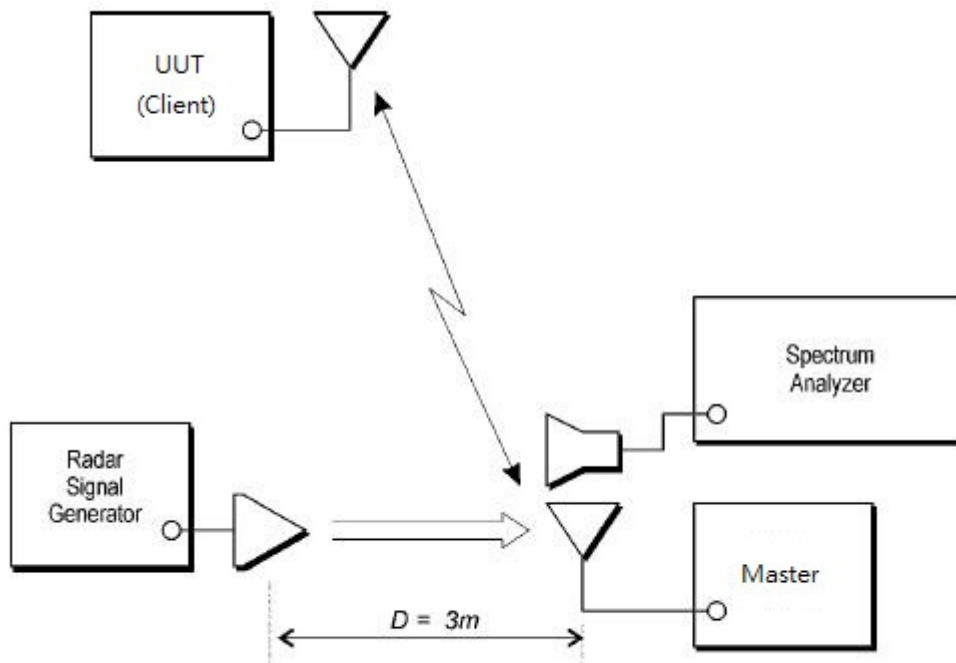 UUT
(Client)
Spectrum
Analyzer
Radar
Signal
Generator
Master
D = 3m